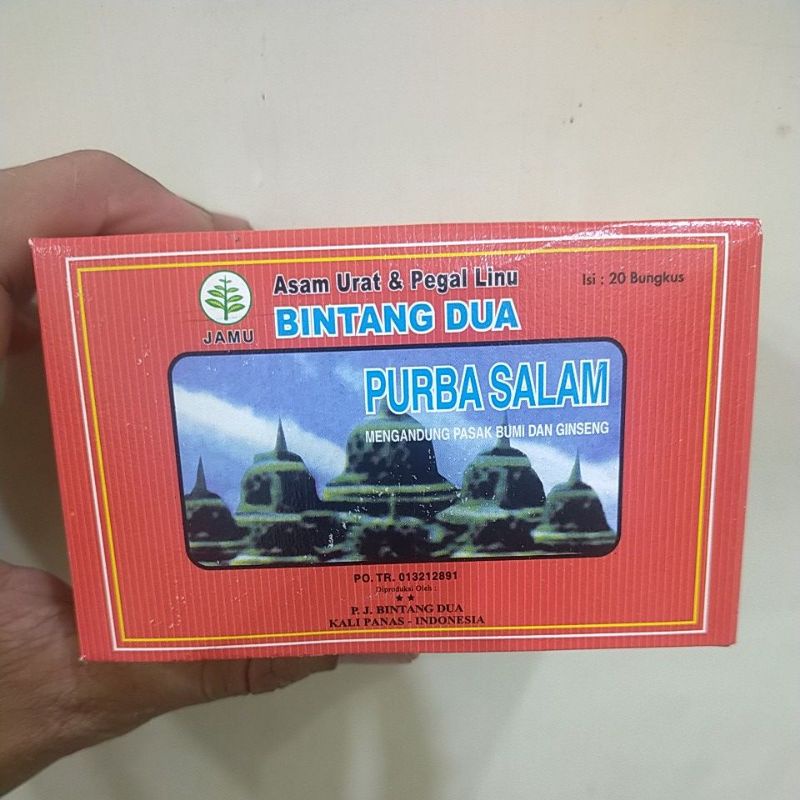 Asam Urat & Pegal Linu
Isi : 20 Bungkus
JAMU
BINTANG DUA
PURBA SALAM
MENGANDUNG PASAK BUMI DAN GINSENG
PO. TR. 013212891
Diproduksi Oleh :
★ ★
P. J. BINTANG DUA
KALI PANAS - INDONESIA